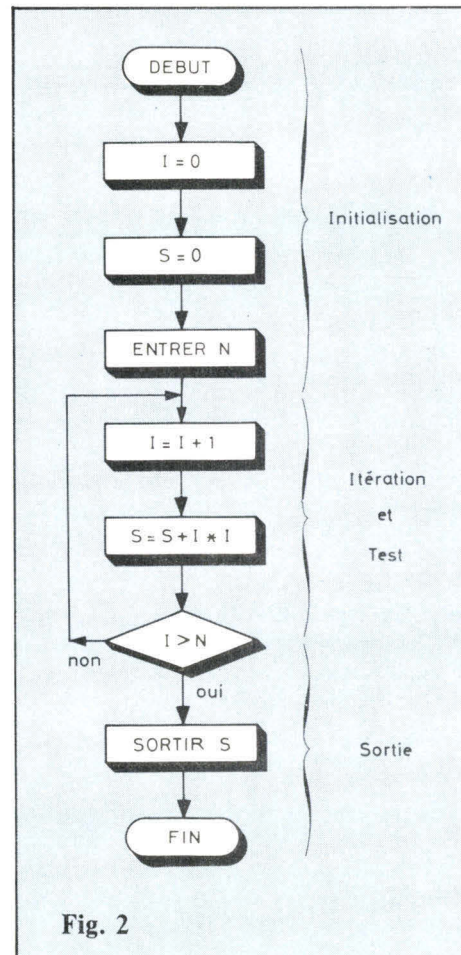 DEBUT
I = 0
Initialisation
S = 0
ENTRER N
I = I + 1
Itération
et
S = S + I * I
Test
I > N
non
oui
SORTIR S
Sortie
FIN
Fig. 2